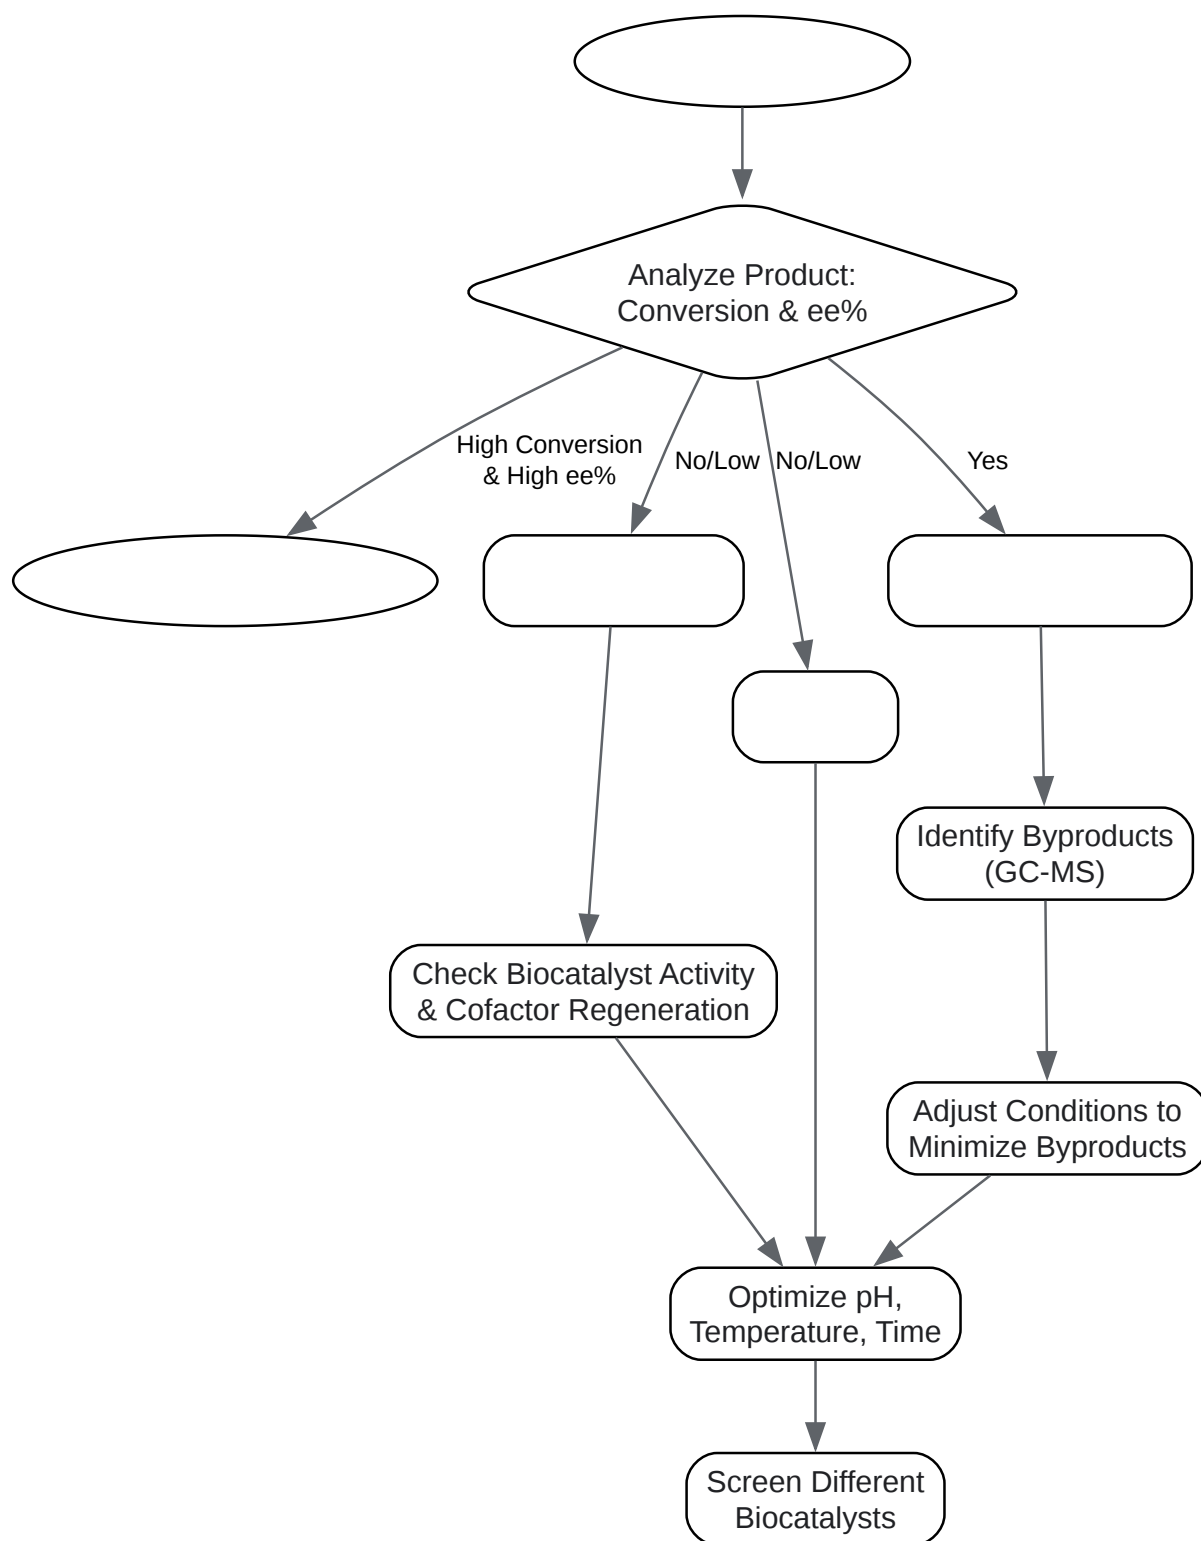 Analyze Product:
Conversion & ee%
High Conversion
& High ee%
No/Low
No/Low
Yes
Identify Byproducts
(GC-MS)
Check Biocatalyst Activity
& Cofactor Regeneration
Adjust Conditions to
Minimize Byproducts
Optimize pH,
Temperature, Time
Screen Different
Biocatalysts